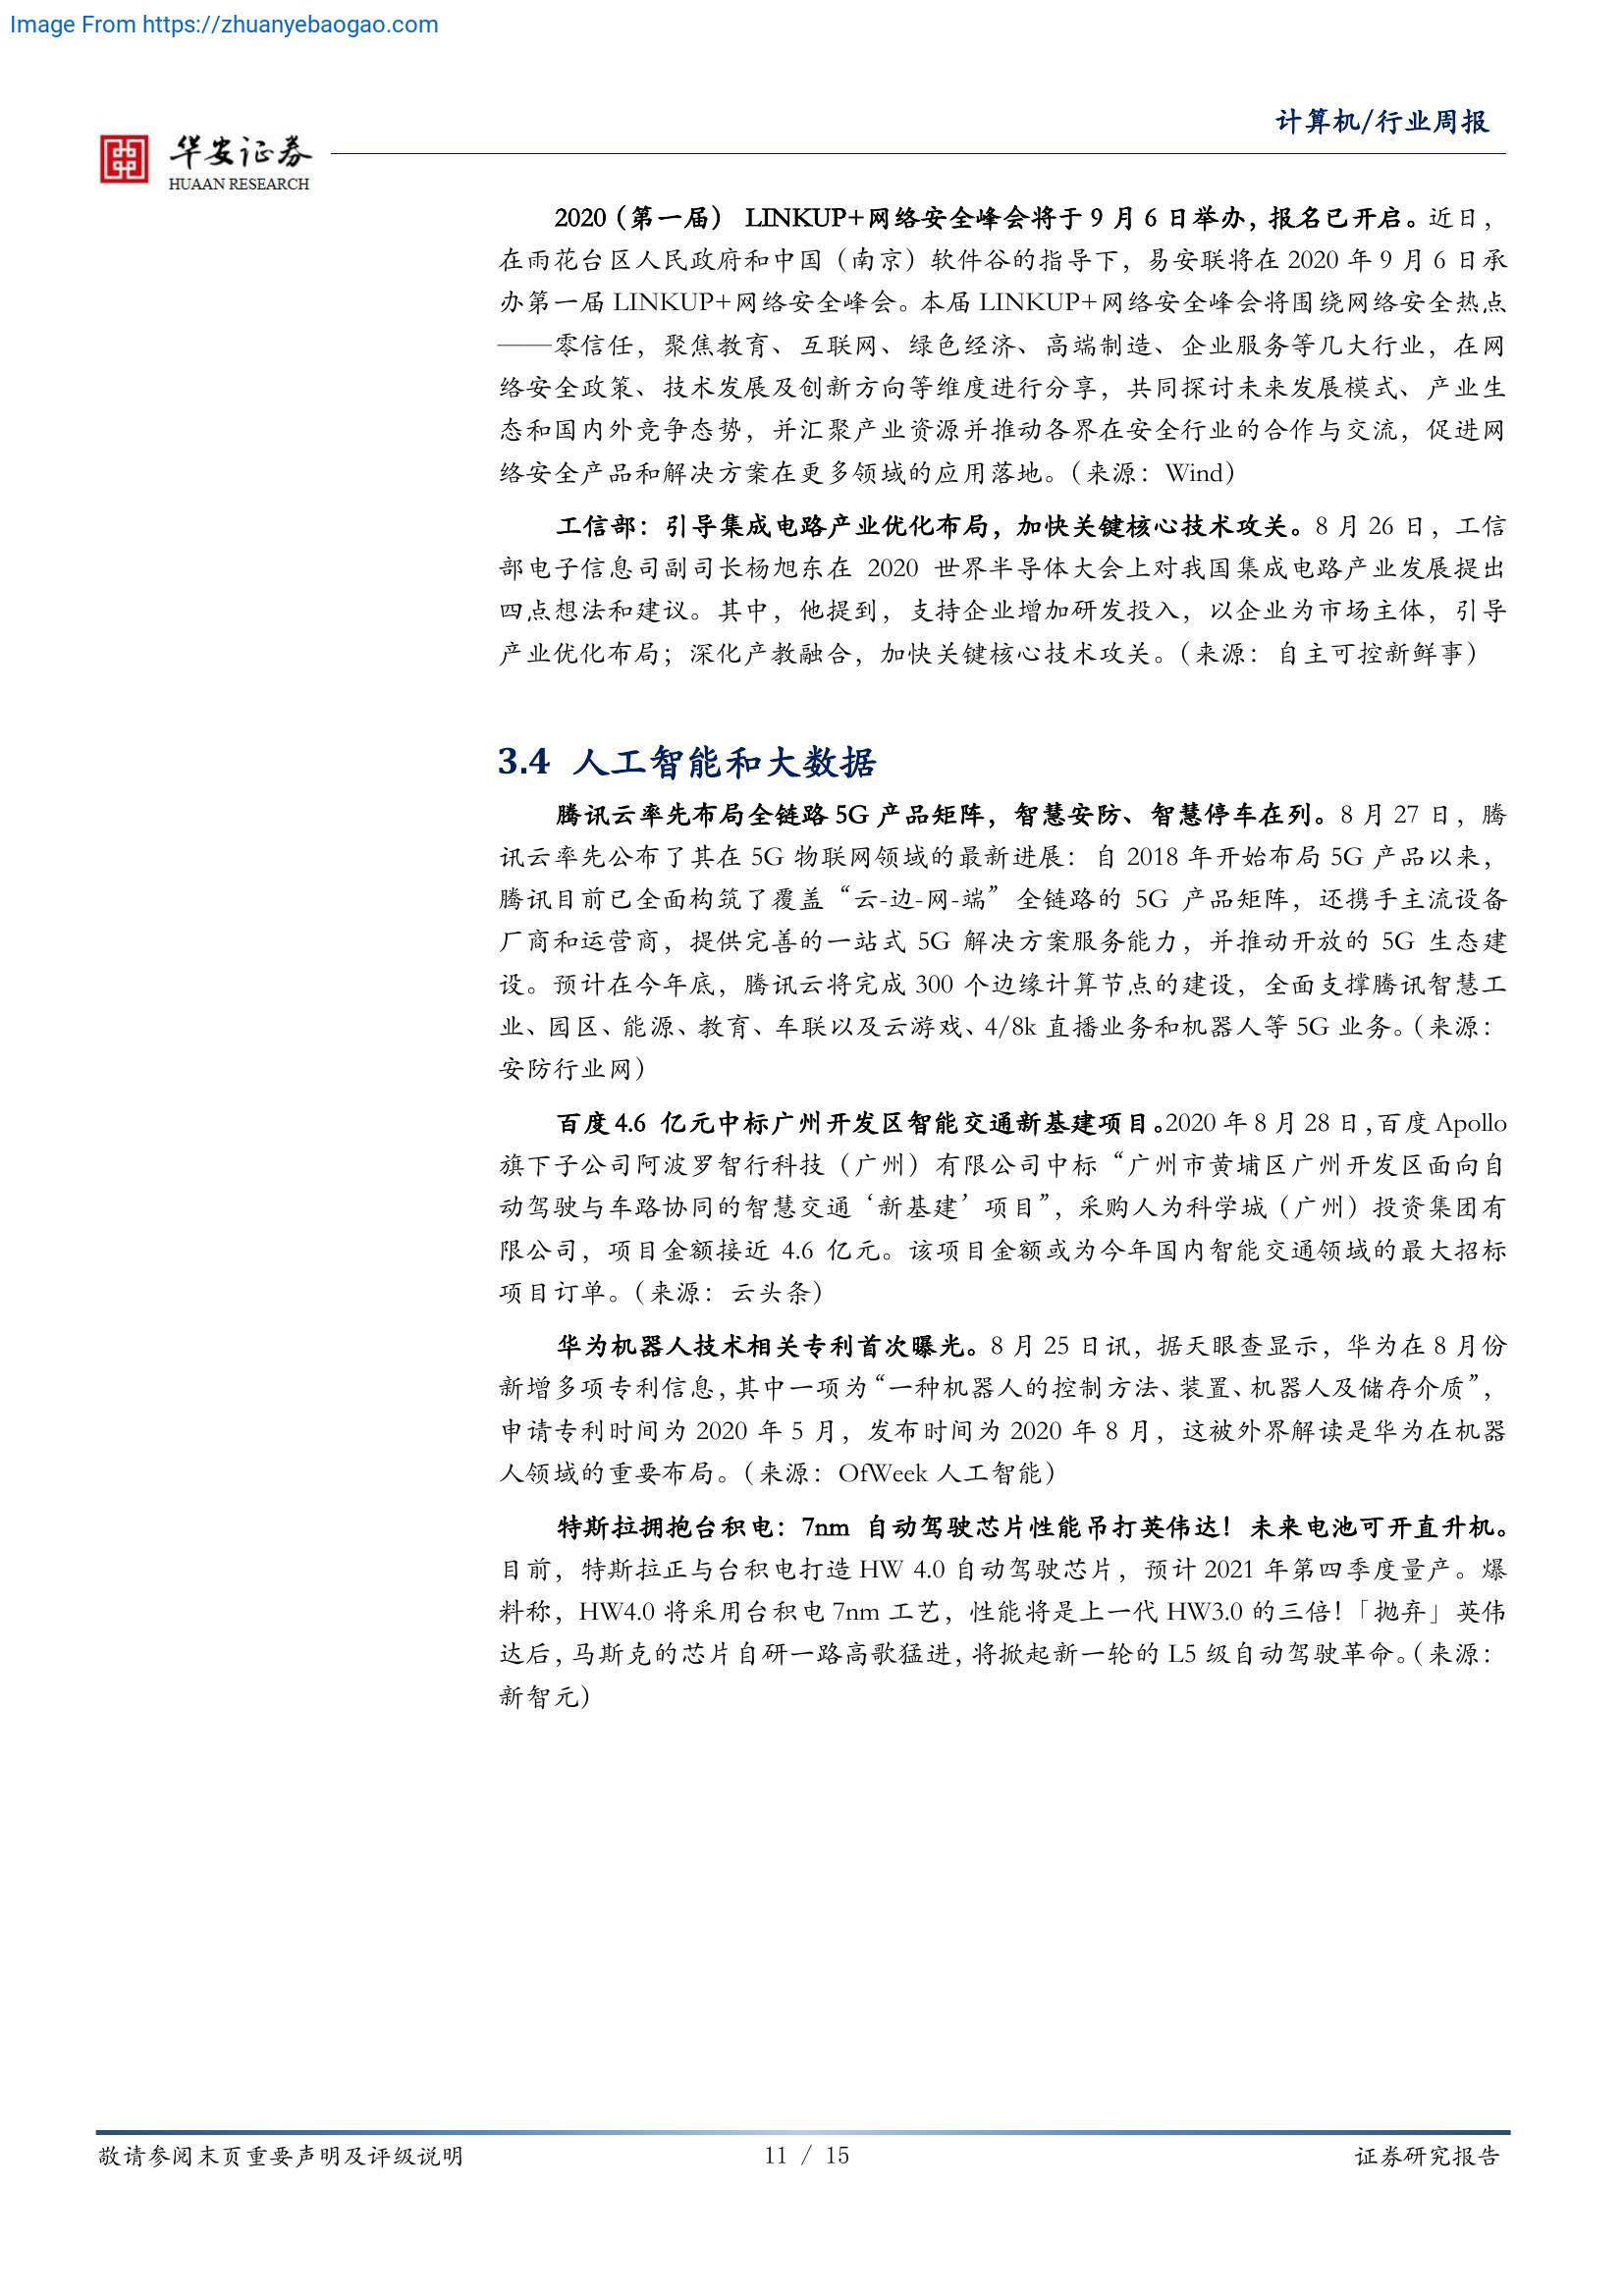 Image From https://zhuanyebaogao.com
计算机/行业周报
华安证券
HUAAN RESEARCH
2020（第一届） LINKUP+网络安全峰会将于 9 月 6 日举办，报名已开启。近日，
在雨花台区人民政府和中国（南京）软件谷的指导下，易安联将在 2020 年 9 月 6 日承
办第一届 LINKUP+网络安全峰会。本届 LINKUP+网络安全峰会将围绕网络安全热点
——零信任，聚焦教育、互联网、绿色经济、高端制造、企业服务等几大行业，在网
络安全政策、技术发展及创新方向等维度进行分享，共同探讨未来发展模式、产业生
态和国内外竞争态势，并汇聚产业资源并推动各界在安全行业的合作与交流，促进网
络安全产品和解决方案在更多领域的应用落地。（来源：Wind）
工信部：引导集成电路产业优化布局，加快关键核心技术攻关。8 月 26 日，工信
部电子信息司副司长杨旭东在 2020 世界半导体大会上对我国集成电路产业发展提出
四点想法和建议。其中，他提到，支持企业增加研发投入，以企业为市场主体，引导
产业优化布局；深化产教融合，加快关键核心技术攻关。（来源：自主可控新鲜事）
3.4 人工智能和大数据
腾讯云率先布局全链路 5G 产品矩阵，智慧安防、智慧停车在列。8 月 27 日，腾
讯云率先公布了其在 5G 物联网领域的最新进展：自 2018 年开始布局 5G 产品以来，
腾讯目前已全面构筑了覆盖“云-边-网-端”全链路的 5G 产品矩阵，还携手主流设备
厂商和运营商，提供完善的一站式 5G 解决方案服务能力，并推动开放的 5G 生态建
设。预计在今年底，腾讯云将完成 300 个边缘计算节点的建设，全面支撑腾讯智慧工
业、园区、能源、教育、车联以及云游戏、4/8k 直播业务和机器人等 5G 业务。（来源：
安防行业网）
百度 4.6 亿元中标广州开发区智能交通新基建项目。2020 年 8 月 28 日，百度 Apollo
旗下子公司阿波罗智行科技（广州）有限公司中标“广州市黄埔区广州开发区面向自
动驾驶与车路协同的智慧交通‘新基建’项目”，采购人为科学城（广州）投资集团有
限公司，项目金额接近 4.6 亿元。该项目金额或为今年国内智能交通领域的最大招标
项目订单。（来源：云头条）
华为机器人技术相关专利首次曝光。8 月 25 日讯，据天眼查显示，华为在 8 月份
新增多项专利信息，其中一项为“一种机器人的控制方法、装置、机器人及储存介质”，
申请专利时间为 2020 年 5 月，发布时间为 2020 年 8 月，这被外界解读是华为在机器
人领域的重要布局。（来源：OfWeek 人工智能）
特斯拉拥抱台积电：7nm 自动驾驶芯片性能吊打英伟达！未来电池可开直升机。
目前，特斯拉正与台积电打造 HW 4.0 自动驾驶芯片，预计 2021 年第四季度量产。爆
料称，HW4.0 将采用台积电 7nm 工艺，性能将是上一代 HW3.0 的三倍！「抛弃」英伟
达后，马斯克的芯片自研一路高歌猛进，将掀起新一轮的 L5 级自动驾驶革命。（来源：
新智元）
敬请参阅末页重要声明及评级说明
11 / 15
证券研究报告